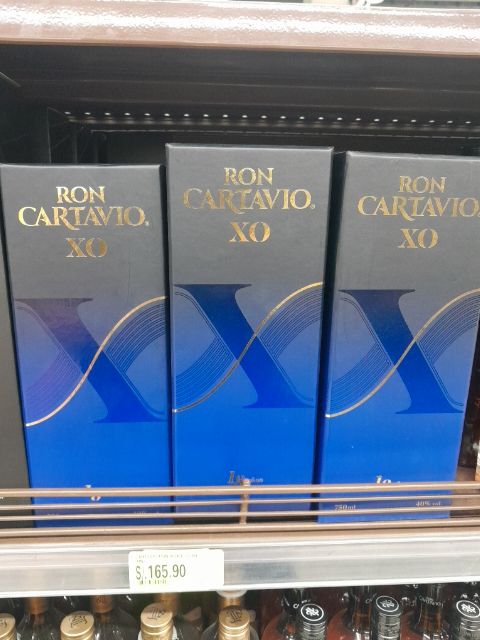 RON
CARTAVIO®
XO
RON
CARTAVIO®
XO
RON
CARTAVIO
XO
750ml 40% vol
S/.165.90